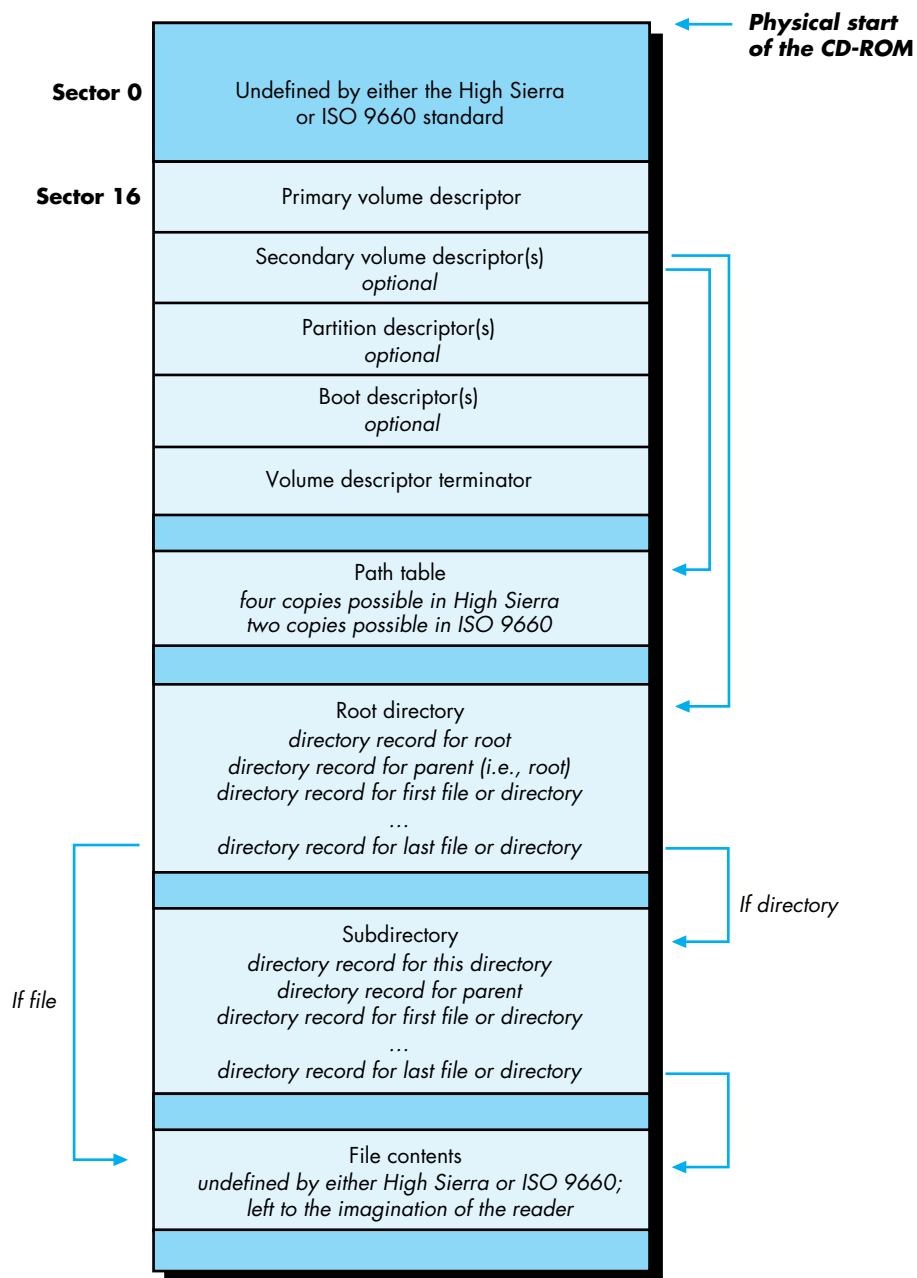 Physical start
of the CD-ROM
Sector 0
Undefined by either the High Sierra
or ISO 9660 standard
Sector 16
Primary volume descriptor
Secondary volume descriptor(s)
optional
Partition descriptor(s)
optional
Boot descriptor(s)
optional
Volume descriptor terminator
Path table
four copies possible in High Sierra
two copies possible in ISO 9660
Root directory
directory record for root
directory record for parent (i.e., root)
directory record for first file or directory
...
directory record for last file or directory
If directory
Subdirectory
directory record for this directory
directory record for parent
directory record for first file or directory
...
directory record for last file or directory
If file
File contents
undefined by either High Sierra or ISO 9660;
left to the imagination of the reader